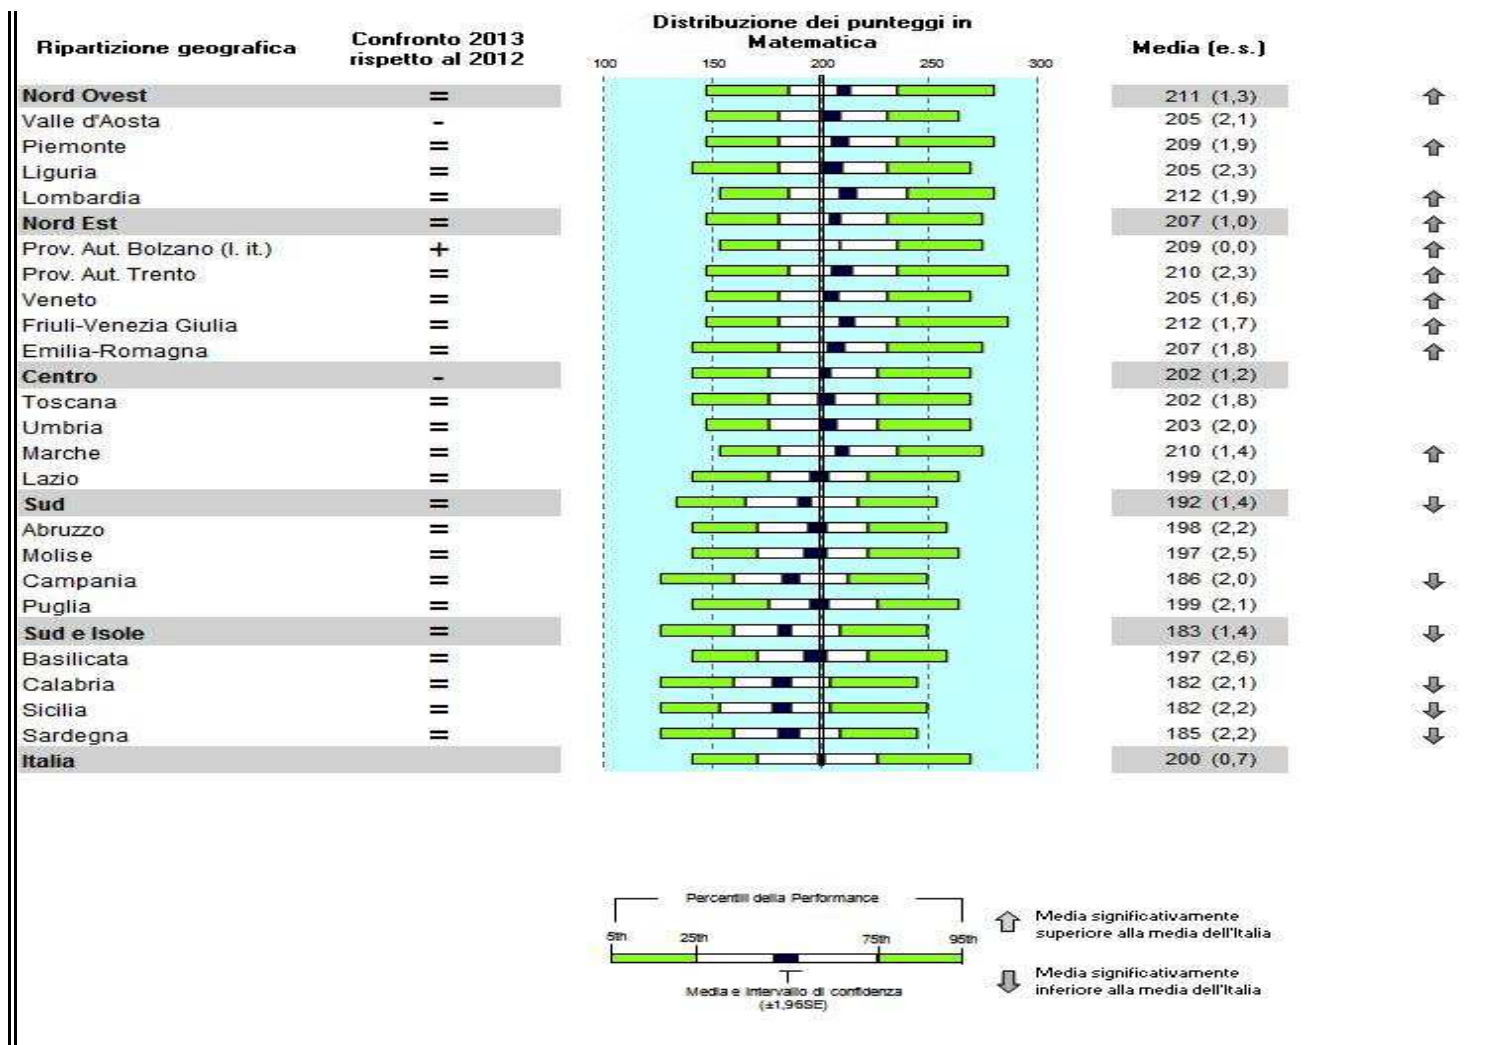 Ripartizione geografica
Confronto 2013
rispetto al 2012
Distribuzione dei punteggi in
Matematica
Media (e.s.)
100 150 200 250 300
Nord Ovest = 211 (1,3)
Valle d'Aosta - 205 (2,1)
Piemonte = 209 (1,9)
Liguria = 205 (2,3)
Lombardia = 212 (1,9)
Nord Est = 207 (1,0)
Prov. Aut. Bolzano (l. it.) + 209 (0,0)
Prov. Aut. Trento = 210 (2,3)
Veneto = 205 (1,6)
Friuli-Venezia Giulia = 212 (1,7)
Emilia-Romagna = 207 (1,8)
Centro - 202 (1,2)
Toscana = 202 (1,8)
Umbria = 203 (2,0)
Marche = 210 (1,4)
Lazio = 199 (2,0)
Sud = 192 (1,4)
Abruzzo = 198 (2,2)
Molise = 197 (2,5)
Campania = 186 (2,0)
Puglia = 199 (2,1)
Sud e Isole = 183 (1,4)
Basilicata = 197 (2,6)
Calabria = 182 (2,1)
Sicilia = 182 (2,2)
Sardegna = 185 (2,2)
Italia 200 (0,7)
Percentili della Performance
5th 25th 75th 95th
Media e Intervallo di confidenza
(±1,96SE)
Media significativamente
superiore alla media dell'Italia
Media significativamente
inferiore alla media dell'Italia